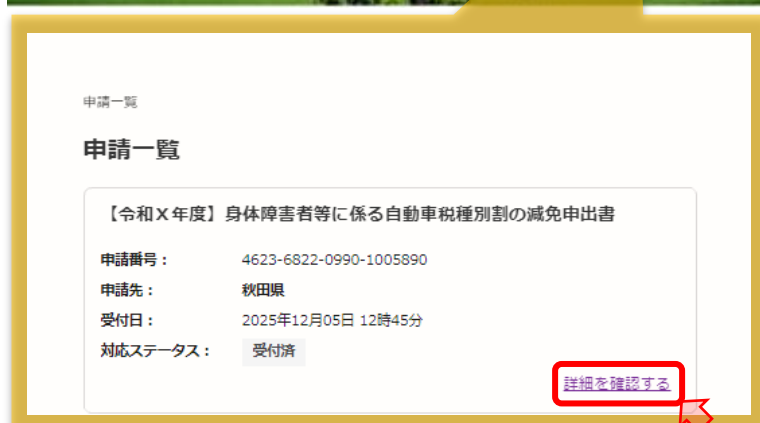 申請一覧
申請一覧
【令和X年度】身体障害者等に係る自動車税種別割の減免申出書
申請番号： 4623-6822-0990-1005890
申請先： 秋田県
受付日： 2025年12月05日 12時45分
対応ステータス： 受付済
詳細を確認する